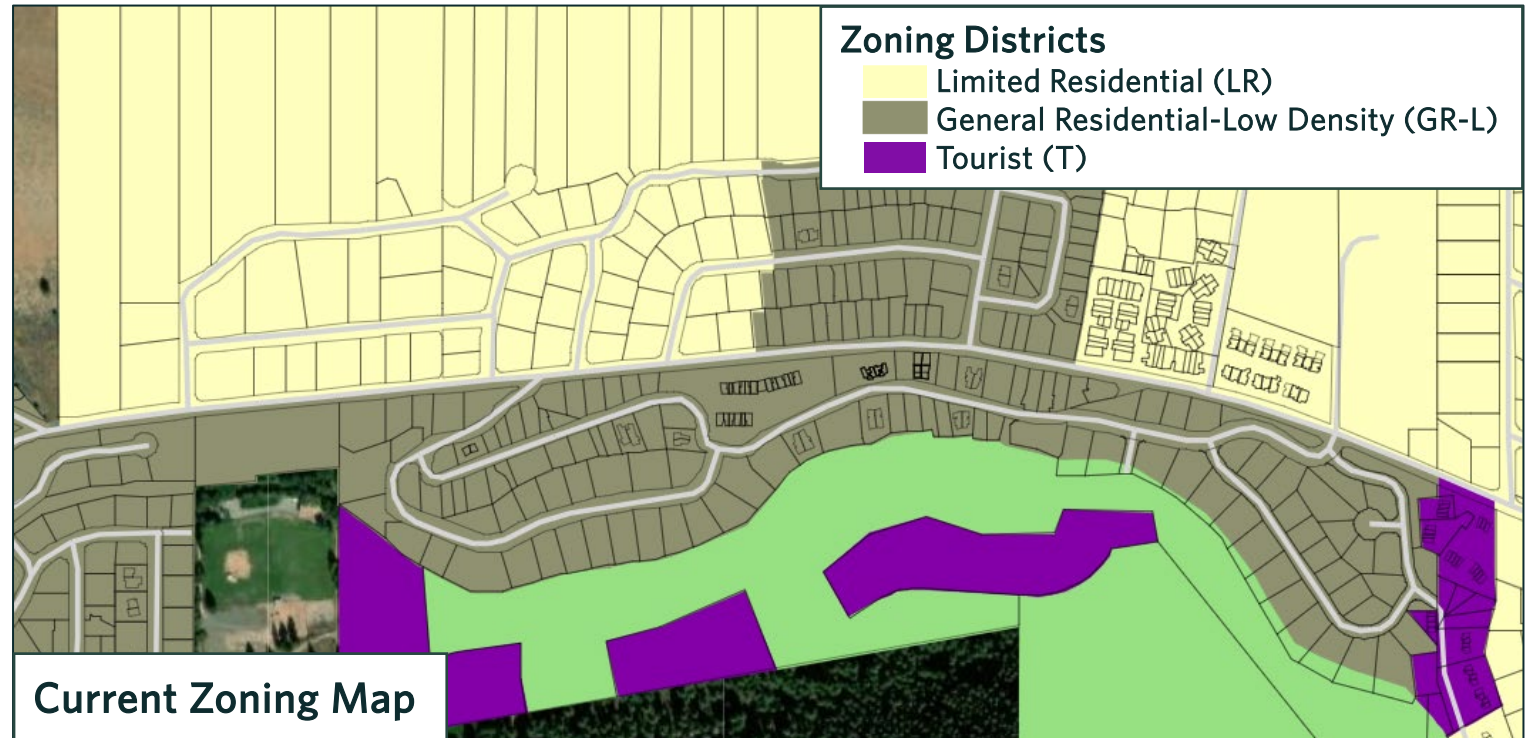 Zoning Districts
Limited Residential (LR)
General Residential-Low Density (GR-L)
Tourist (T)
Current Zoning Map